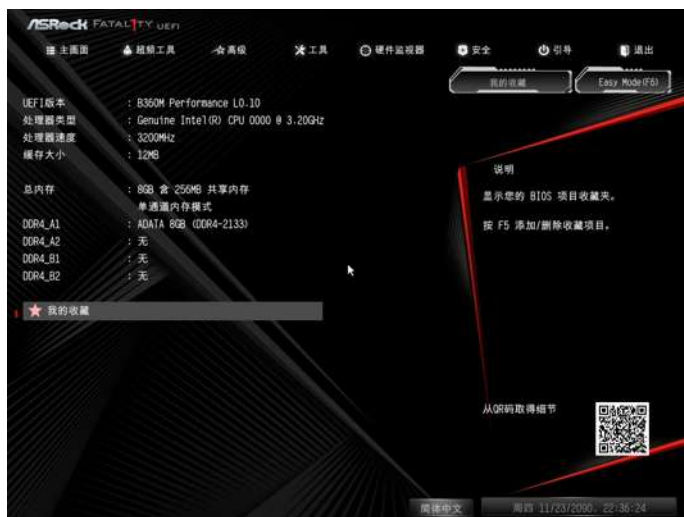 ASRock FATAL1TY UEFI
主画面 超频工具 高级 工具 硬件监视器 安全 引导 退出
我的收藏 Easy Mode(F6)
UEFI版本 : B360M Performance L0.10
处理器类型 : Genuine Intel(R) CPU 0000 @ 3.20GHz
处理器速度 : 3200MHz
缓存大小 : 12MB
总内存 : 8GB 含 256MB 共享内存
单通道内存模式
DDR4_A1 : ADATA 8GB (DDR4-2133)
DDR4_A2 : 无
DDR4_B1 : 无
DDR4_B2 : 无
我的收藏
说明
显示您的 BIOS 项目收藏夹。
按 F5 添加/删除收藏项目。
从QR码取得细节
简体中文 周四 11/23/2090, 22:36:24